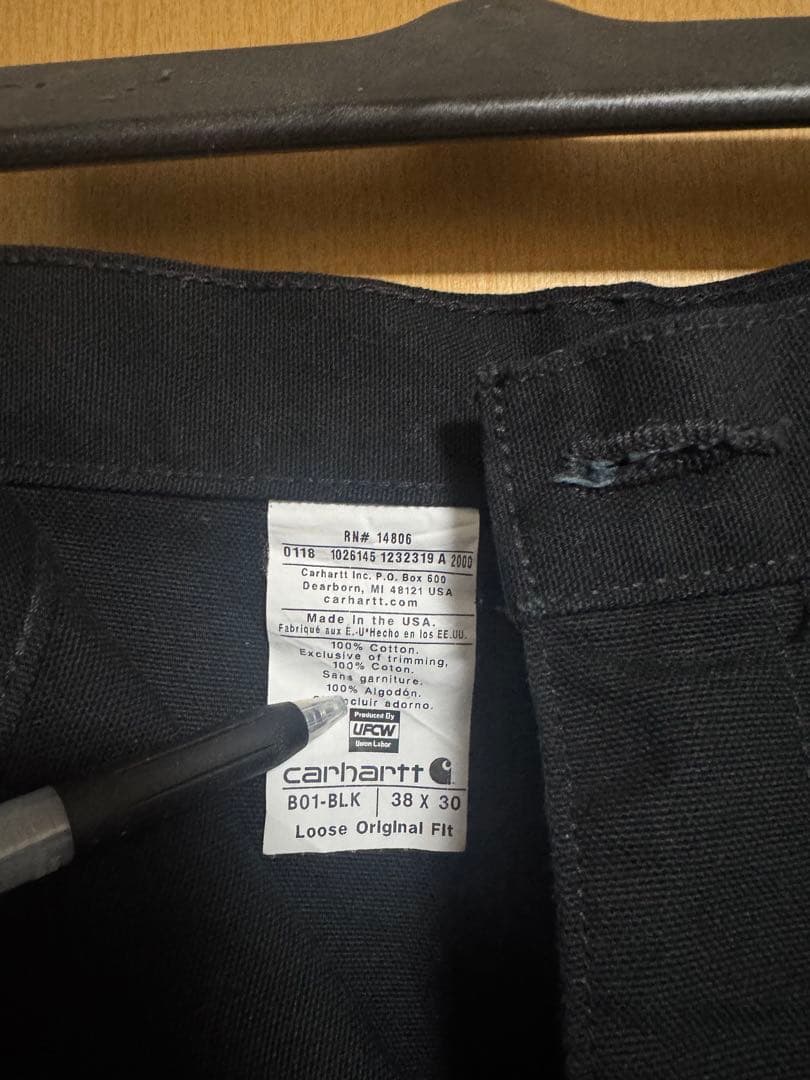 RN# 14806
0118 1026145 1232319 A 2000
Carhartt Inc. P.O. Box 600
Dearborn, MI 48121 USA
carhartt.com
Made in the USA.
Fabriqué aux É.-U*Hecho en los EE.UU.
100% Cotton.
Exclusive of trimming,
100% Coton.
Sans garniture.
100% Algodón.
adorno.
Produced By
UFCW
Union Labor
carhartt
B01-BLK | 38 X 30
Loose Original Fit